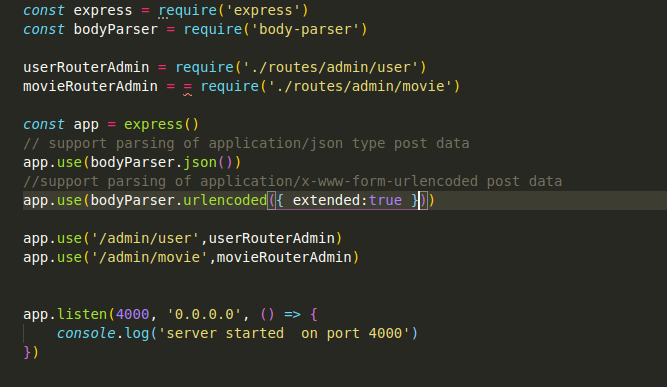 const express = require('express')
const bodyParser = require('body-parser')
userRouterAdmin = require('./routes/admin/user')
movieRouterAdmin = = require('./routes/admin/movie')
const app = express()
// support parsing of application/json type post data
app.use(bodyParser.json())
//support parsing of application/x-www-form-urlencoded post data
app.use(bodyParser.urlencoded({ extended:true }))
app.use('/admin/user',userRouterAdmin)
app.use('/admin/movie',movieRouterAdmin)
app.listen(4000, '0.0.0.0', () => {
    console.log('server started  on port 4000')
})